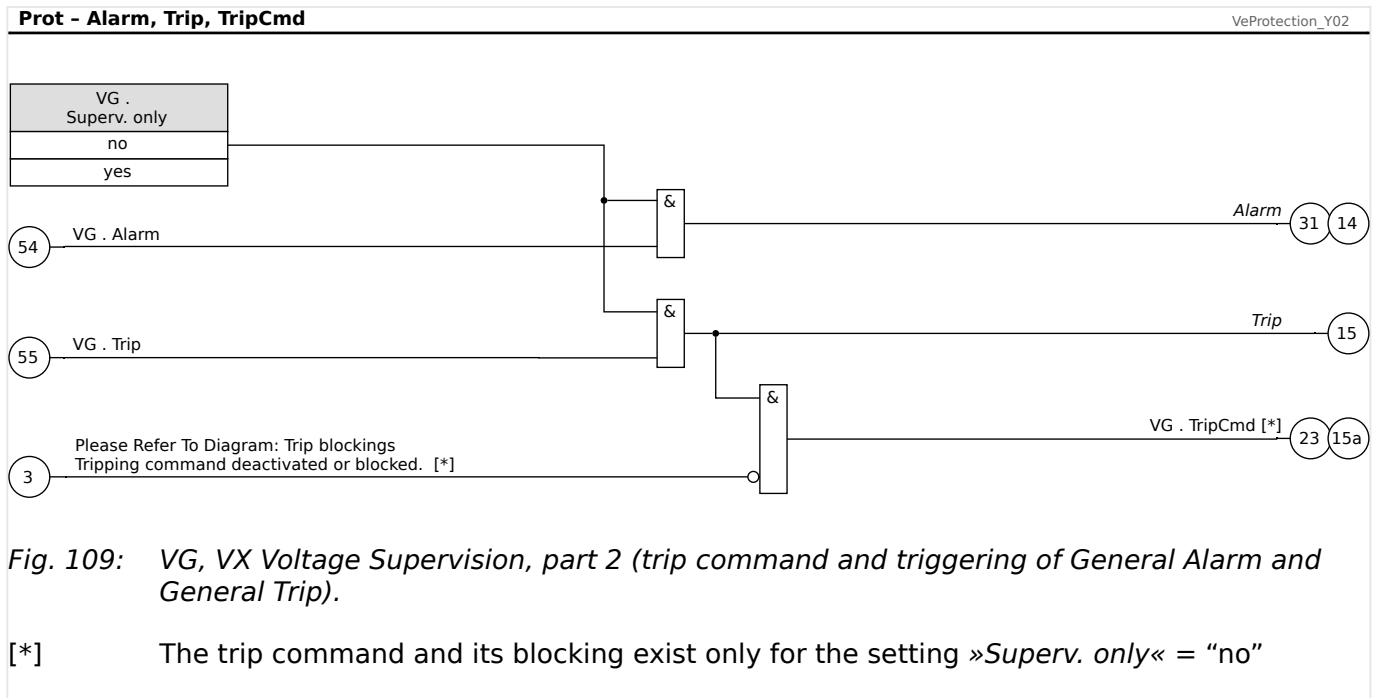 Prot – Alarm, Trip, TripCmd
VeProtection_Y02
VG .
Superv. only
no
yes
&
Alarm
31 14
54
VG . Alarm
&
Trip
15
55
VG . Trip
&
VG . TripCmd [*]
23 15a
Please Refer To Diagram: Trip blockings
Tripping command deactivated or blocked. [*]
3
Fig. 109: VG, VX Voltage Supervision, part 2 (trip command and triggering of General Alarm and
General Trip).
[*] The trip command and its blocking exist only for the setting »Superv. only« = “no”